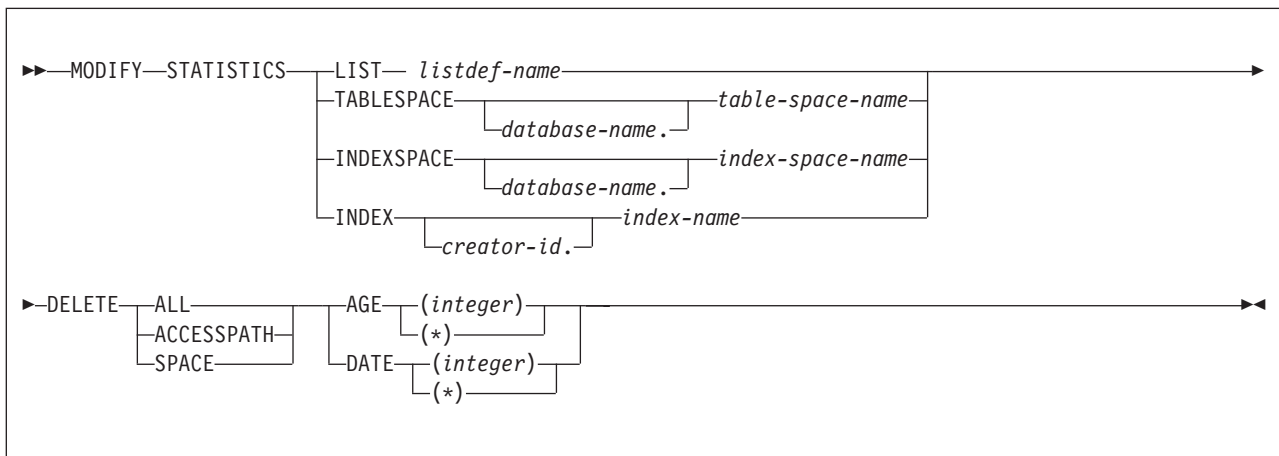 MODIFY STATISTICS LIST listdef-name
TABLESPACE table-space-name
database-name.
INDEXSPACE index-space-name
database-name.
INDEX index-name
creator-id.
DELETE ALL AGE (integer)
ACCESSPATH (*)
SPACE DATE (integer)
(*)